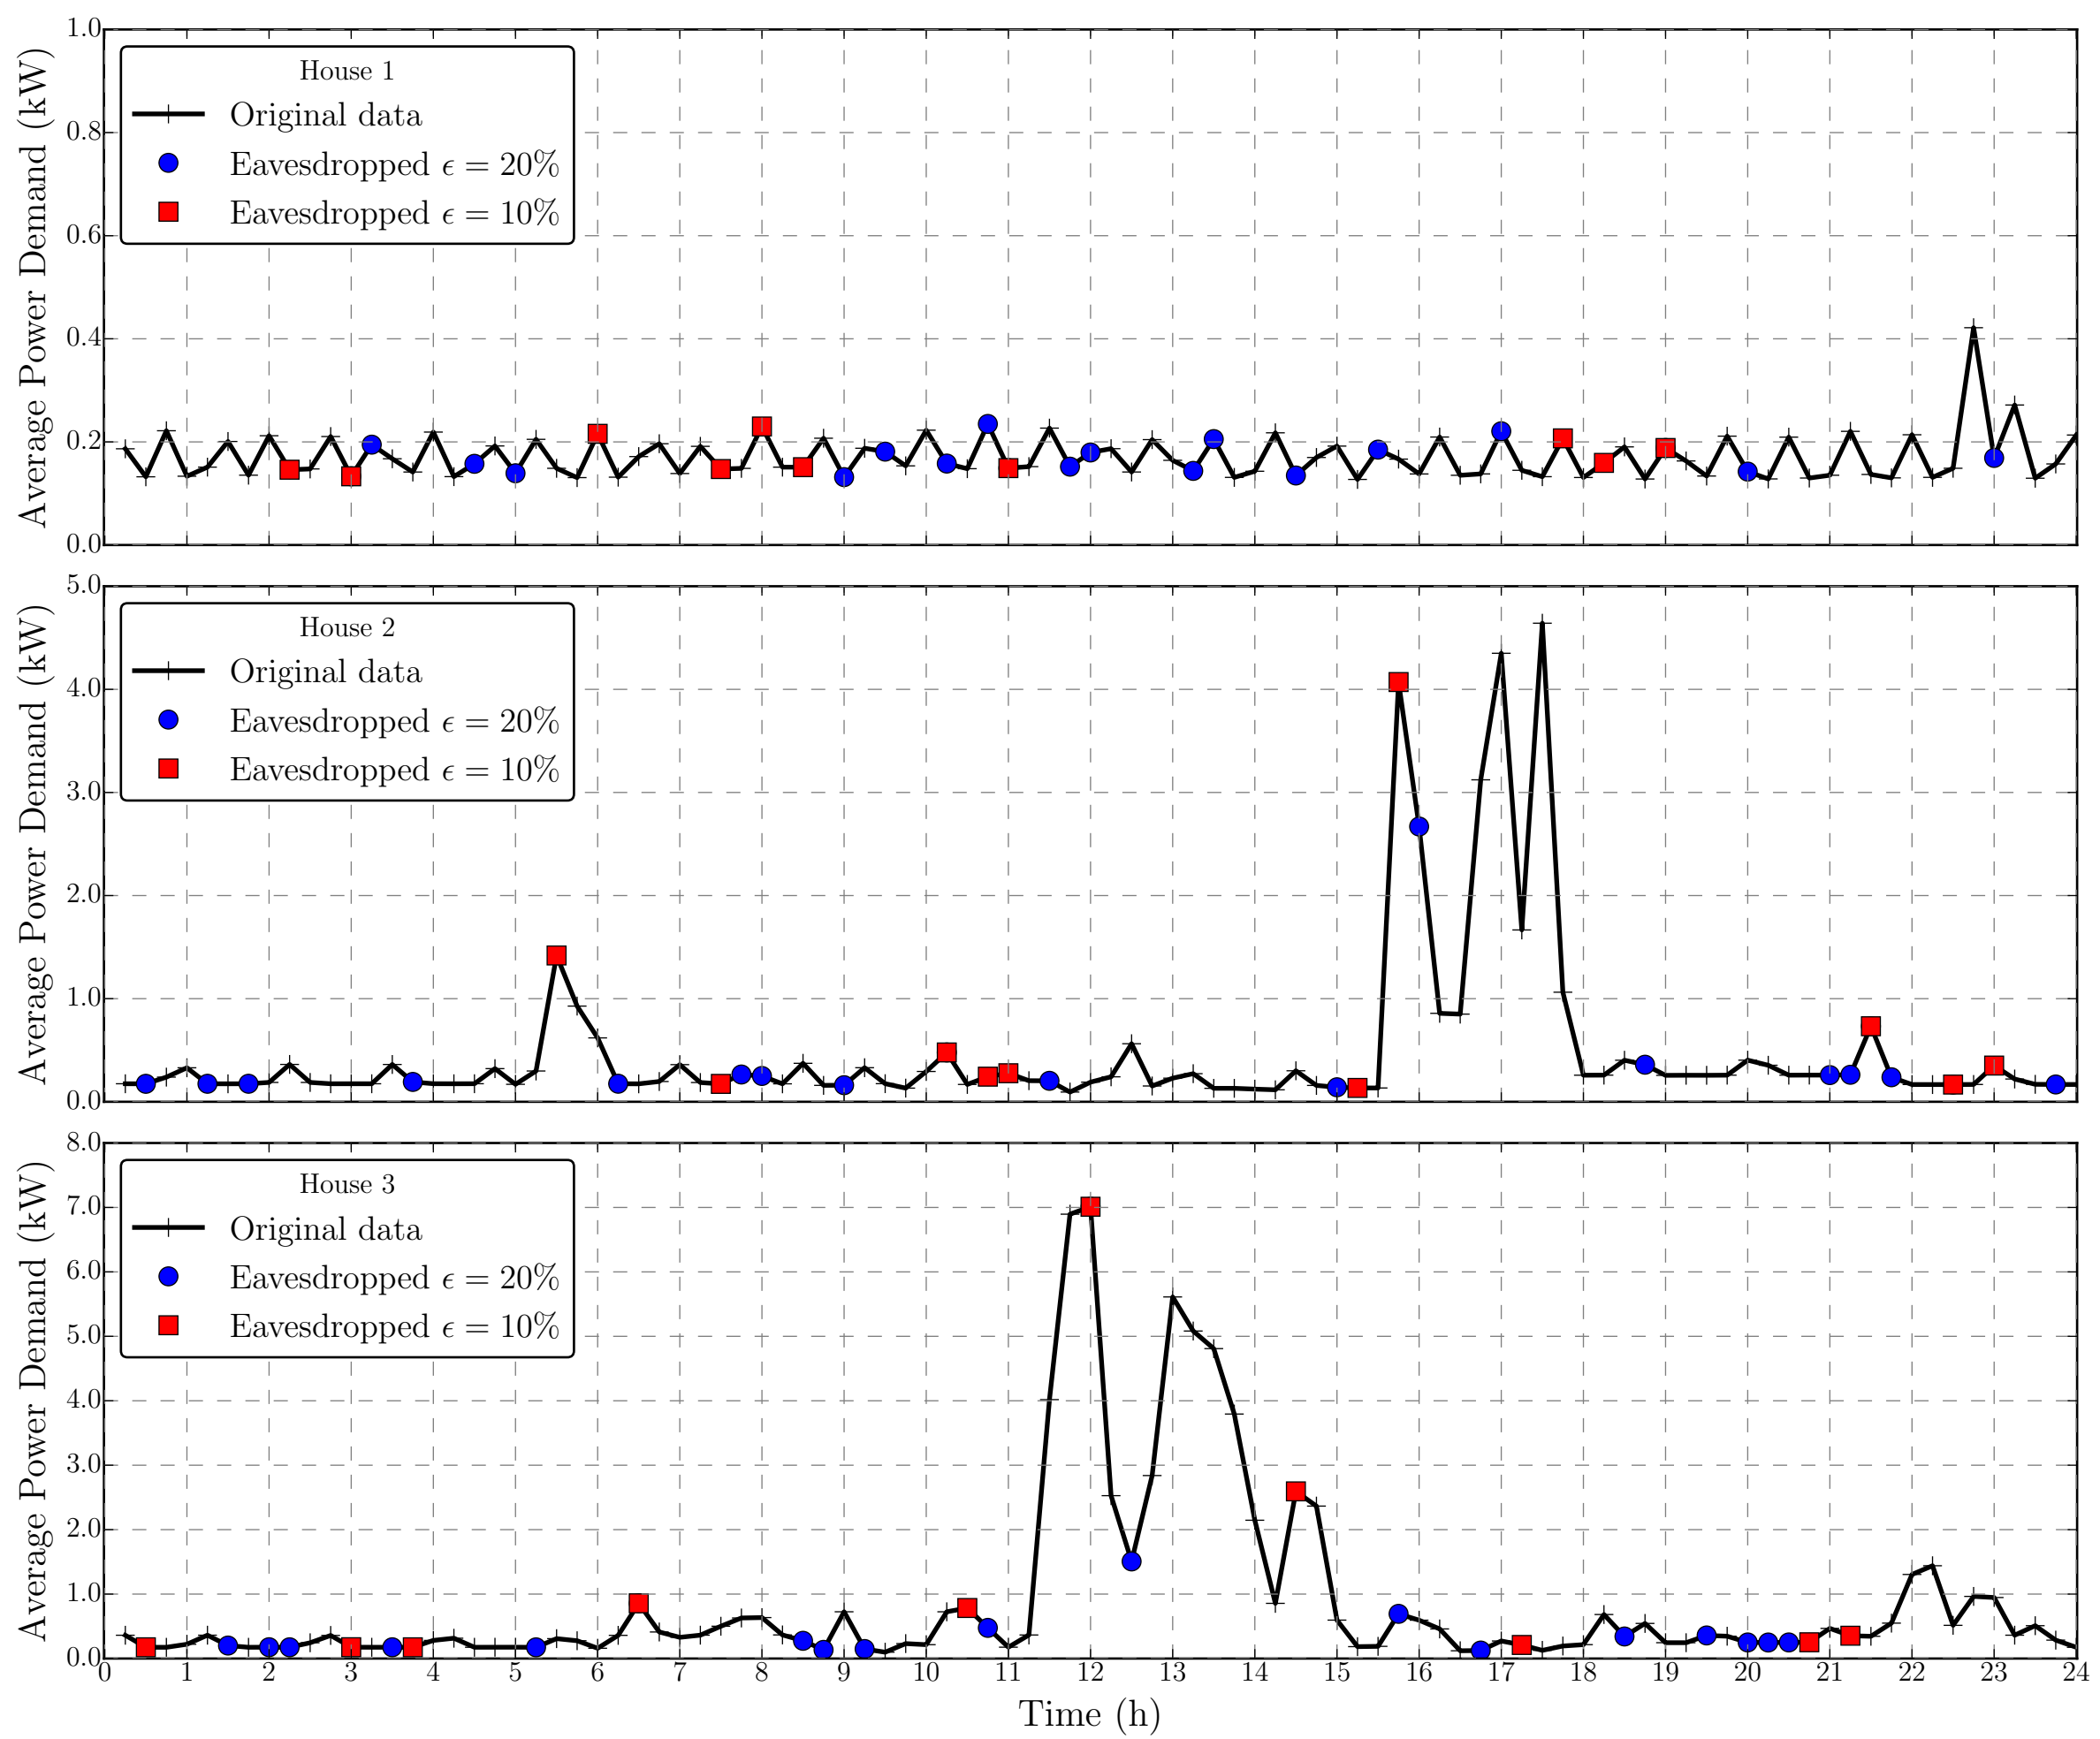 Average Power Demand (kW)
1.0
0.8
0.6
0.4
0.2
0.0
House 1
Original data
Eavesdropped ϵ = 20%
Eavesdropped ϵ = 10%
Average Power Demand (kW)
5.0
4.0
3.0
2.0
1.0
0.0
House 2
Original data
Eavesdropped ϵ = 20%
Eavesdropped ϵ = 10%
Average Power Demand (kW)
8.0
7.0
6.0
5.0
4.0
3.0
2.0
1.0
0.0
House 3
Original data
Eavesdropped ϵ = 20%
Eavesdropped ϵ = 10%
0 1 2 3 4 5 6 7 8 9 10 11 12 13 14 15 16 17 18 19 20 21 22 23 24
Time (h)